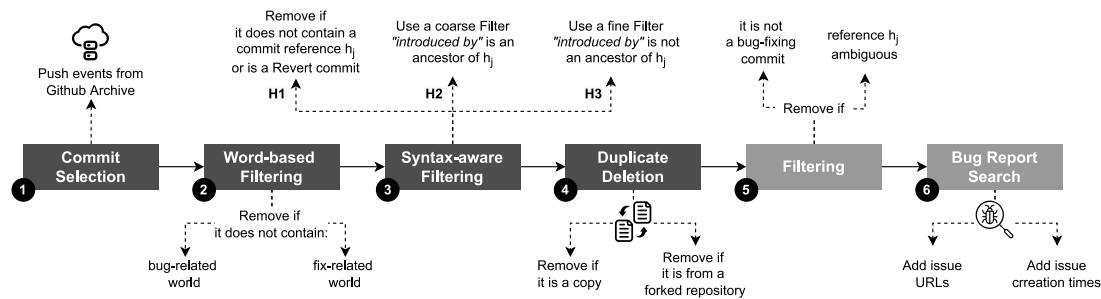 Remove if
it does not contain a
commit reference hj
or is a Revert commit
Use a coarse Filter
"introduced by" is an
ancestor of hj
Use a fine Filter
"introduced by" is not
an ancestor of hj
it is not
a bug-fixing
commit
reference hj
ambiguous
Push events from
Github Archive
H1
H2
H3
Remove if
Commit
Selection
1
Word-based
Filtering
2
Syntax-aware
Filtering
3
Duplicate
Deletion
4
Filtering
5
Bug Report
Search
6
Remove if
it does not contain:
bug-related
world
fix-related
world
Remove if
it is a copy
Remove if
it is from a
forked repository
Add issue
URLs
Add issue
cmreation times